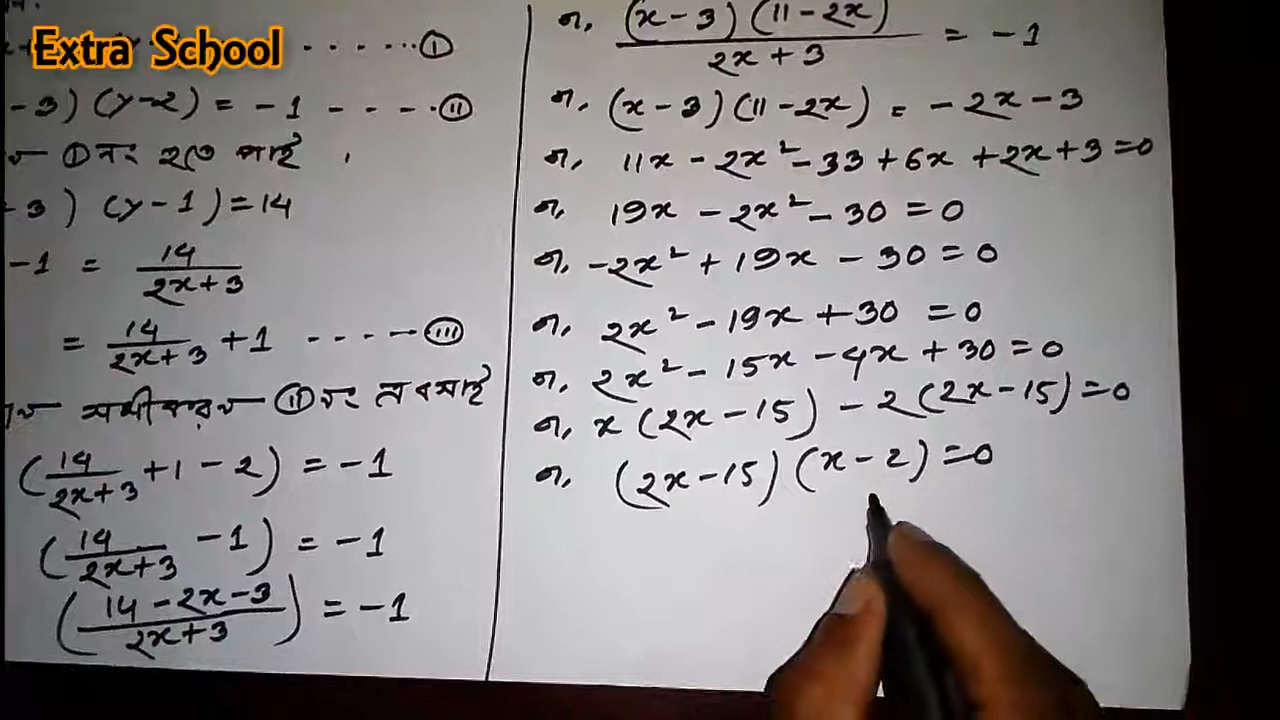 Extra School
. . . . . . ①
-3) (y-2) = -1 - - - - ⑪
① নং হতে পাই ,
3) (y-1) = 14
-1 = 14/2x+3
= 14/2x+3 +1 - - - - - (III)
সমীকরণ ⑪ নং এ বসাই
(14/2x+3 +1 - 2) = -1
(14/2x+3 -1) = -1
(14-2x-3/2x+3) = -1
বা, (x-3) (11-2x)/2x+3 = -1
বা, (x-3) (11-2x) = -2x-3
বা, 11x - 2x² - 33 + 6x + 2x + 3 = 0
বা, 19x - 2x² - 30 = 0
বা, -2x² + 19x - 30 = 0
বা, 2x² - 19x + 30 = 0
বা, 2x² - 15x - 4x + 30 = 0
বা, x (2x-15) - 2 (2x-15) = 0
বা, (2x-15) (x-2) = 0